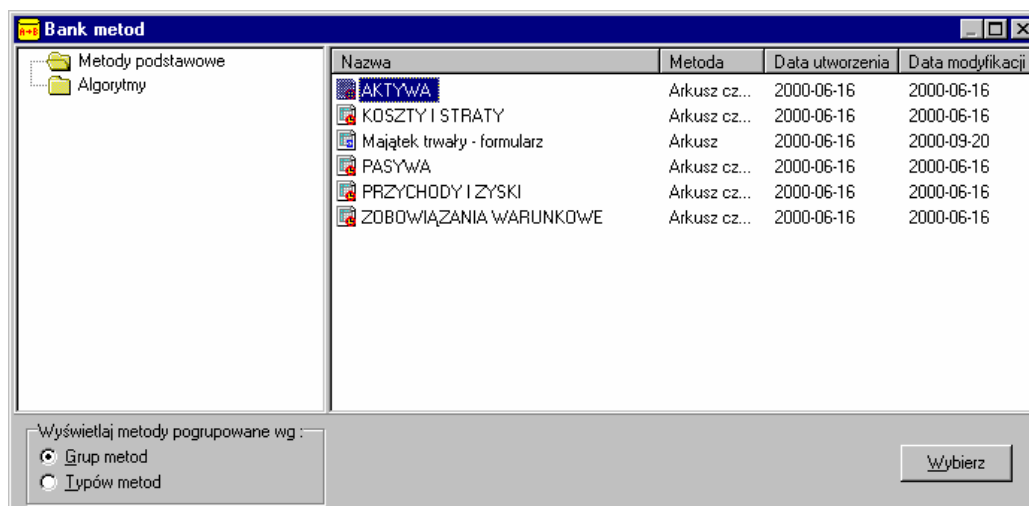 Bank metod
Metody podstawowe
Algorytmy
Nazwa Metoda Data utworzenia Data modyfikacji
AKTYWA Arkusz cz... 2000-06-16 2000-06-16
KOSZTY I STRATY Arkusz cz... 2000-06-16 2000-06-16
Majątek trwały - formularz Arkusz 2000-06-16 2000-09-20
PASYWA Arkusz cz... 2000-06-16 2000-06-16
PRZYCHODY I ZYSKI Arkusz cz... 2000-06-16 2000-06-16
ZOBOWIĄZANIA WARUNKOWE Arkusz cz... 2000-06-16 2000-06-16
Wyświetlaj metody pogrupowane wg :
Grup metod
Typów metod
Wybierz